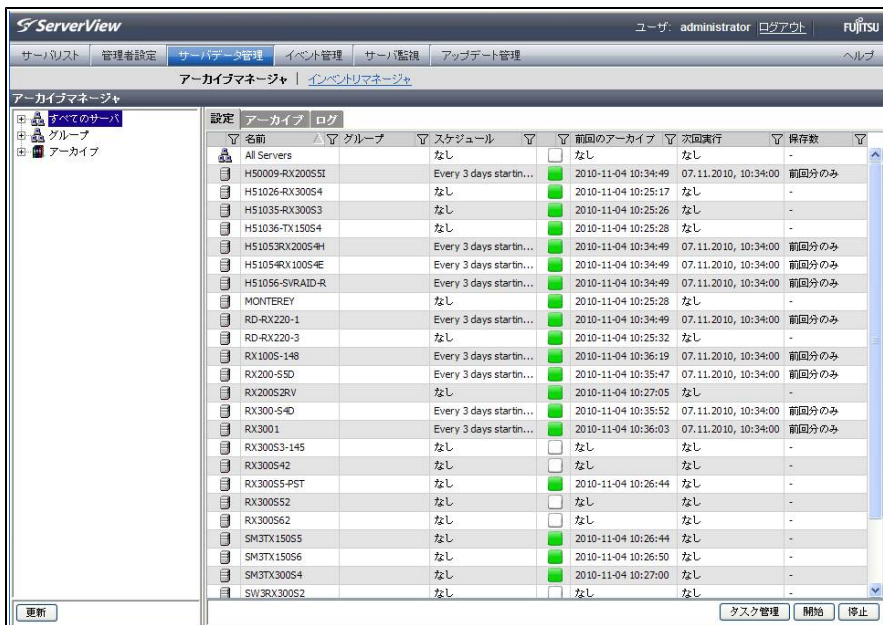 ServerView
ユーザ: administrator ログアウト FUJITSU
サーバリスト 管理者設定 サーバデータ管理 イベント管理 サーバ監視 アップデート管理 ヘルプ
アーカイブマネージャ | インベントリマネージャ
アーカイブマネージャ
すべてのサーバ
グループ
アーカイブ
設定 アーカイブ ログ
名前 グループ スケジュール 前回のアーカイブ 次回実行 保存数
All Servers なし なし なし -
H50009-RX200S5I Every 3 days startin... 2010-11-04 10:34:49 07.11.2010, 10:34:00 前回分のみ
H51026-RX300S4 なし 2010-11-04 10:25:17 なし -
H51035-RX300S3 なし 2010-11-04 10:25:26 なし -
H51036-TX150S4 なし 2010-11-04 10:25:28 なし -
H51053RX200S4H Every 3 days startin... 2010-11-04 10:34:49 07.11.2010, 10:34:00 前回分のみ
H51054RX100S4E Every 3 days startin... 2010-11-04 10:34:49 07.11.2010, 10:34:00 前回分のみ
H51056-SVRAID-R Every 3 days startin... 2010-11-04 10:34:49 07.11.2010, 10:34:00 前回分のみ
MONTEREY なし 2010-11-04 10:25:28 なし -
RD-RX220-1 Every 3 days startin... 2010-11-04 10:34:49 07.11.2010, 10:34:00 前回分のみ
RD-RX220-3 なし 2010-11-04 10:25:32 なし -
RX100S-148 Every 3 days startin... 2010-11-04 10:36:19 07.11.2010, 10:34:00 前回分のみ
RX200-S5D Every 3 days startin... 2010-11-04 10:35:47 07.11.2010, 10:34:00 前回分のみ
RX200S2RV なし 2010-11-04 10:27:05 なし -
RX300-S4D Every 3 days startin... 2010-11-04 10:35:52 07.11.2010, 10:34:00 前回分のみ
RX3001 Every 3 days startin... 2010-11-04 10:36:03 07.11.2010, 10:34:00 前回分のみ
RX300S3-145 なし なし なし -
RX300S42 なし なし なし -
RX300S5-PST なし 2010-11-04 10:26:44 なし -
RX300S52 なし なし なし -
RX300S62 なし なし なし -
SM3TX150S5 なし 2010-11-04 10:26:44 なし -
SM3TX150S6 なし 2010-11-04 10:26:50 なし -
SM3TX300S4 なし 2010-11-04 10:27:00 なし -
SW3RX300S2 なし なし なし -
更新 タスク管理 開始 停止